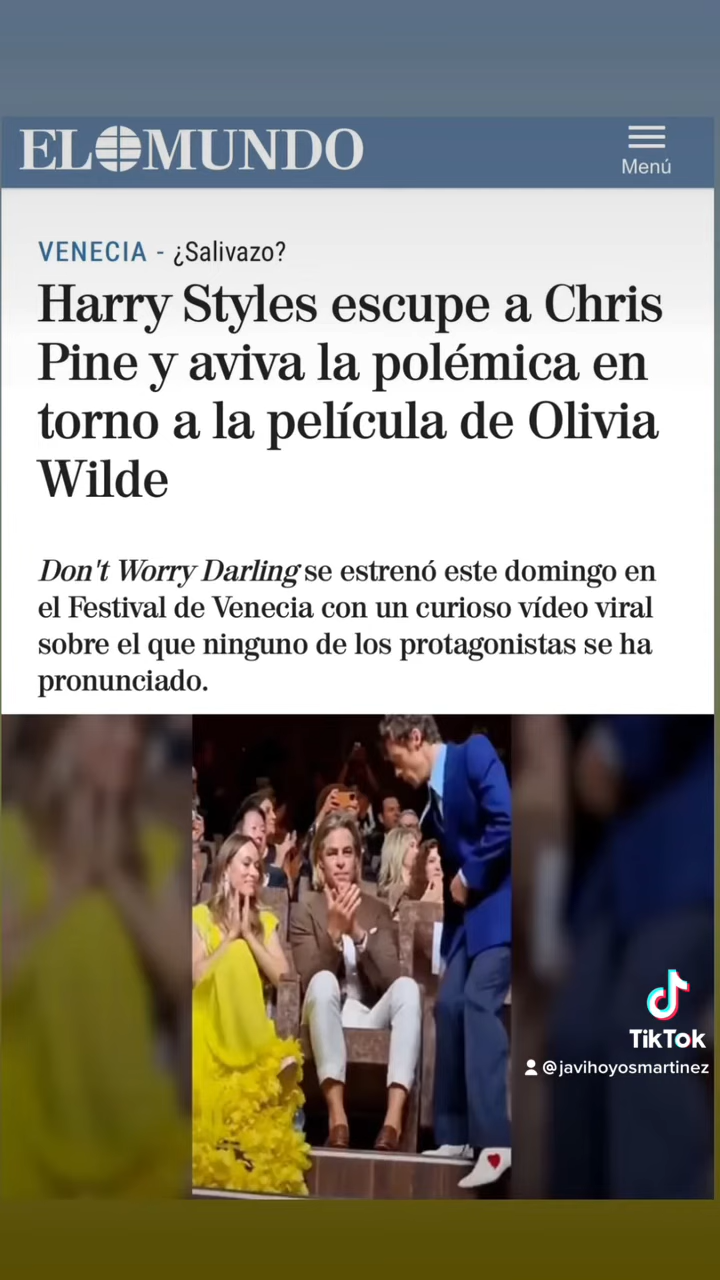 EL MUNDO
Menú
VENECIA - ¿Salivazo?
Harry Styles escupe a Chris
Pine y aviva la polémica en
torno a la película de Olivia
Wilde
Don't Worry Darling se estrenó este domingo en
el Festival de Venecia con un curioso vídeo viral
sobre el que ninguno de los protagonistas se ha
pronunciado.
TikTok
@javihoyosmartinez